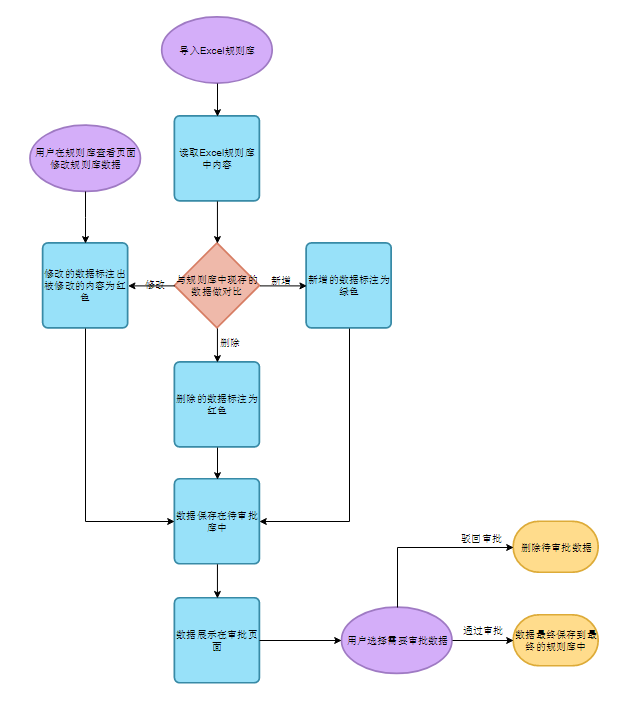 导入Excel规则库
读取Excel规则库
中内容
用户在规则库查看页面
修改规则库数据
修改的数据标注出
被修改的内容为红
色
修改
与规则库中现存的
数据做对比
新增
新增的数据标注为
绿色
删除
删除的数据标注为
红色
数据保存在待审批
库中
数据展示在审批页
面
用户选择需要审批数据
驳回审批
删除待审批数据
通过审批
数据最终保存到最
终的规则库中